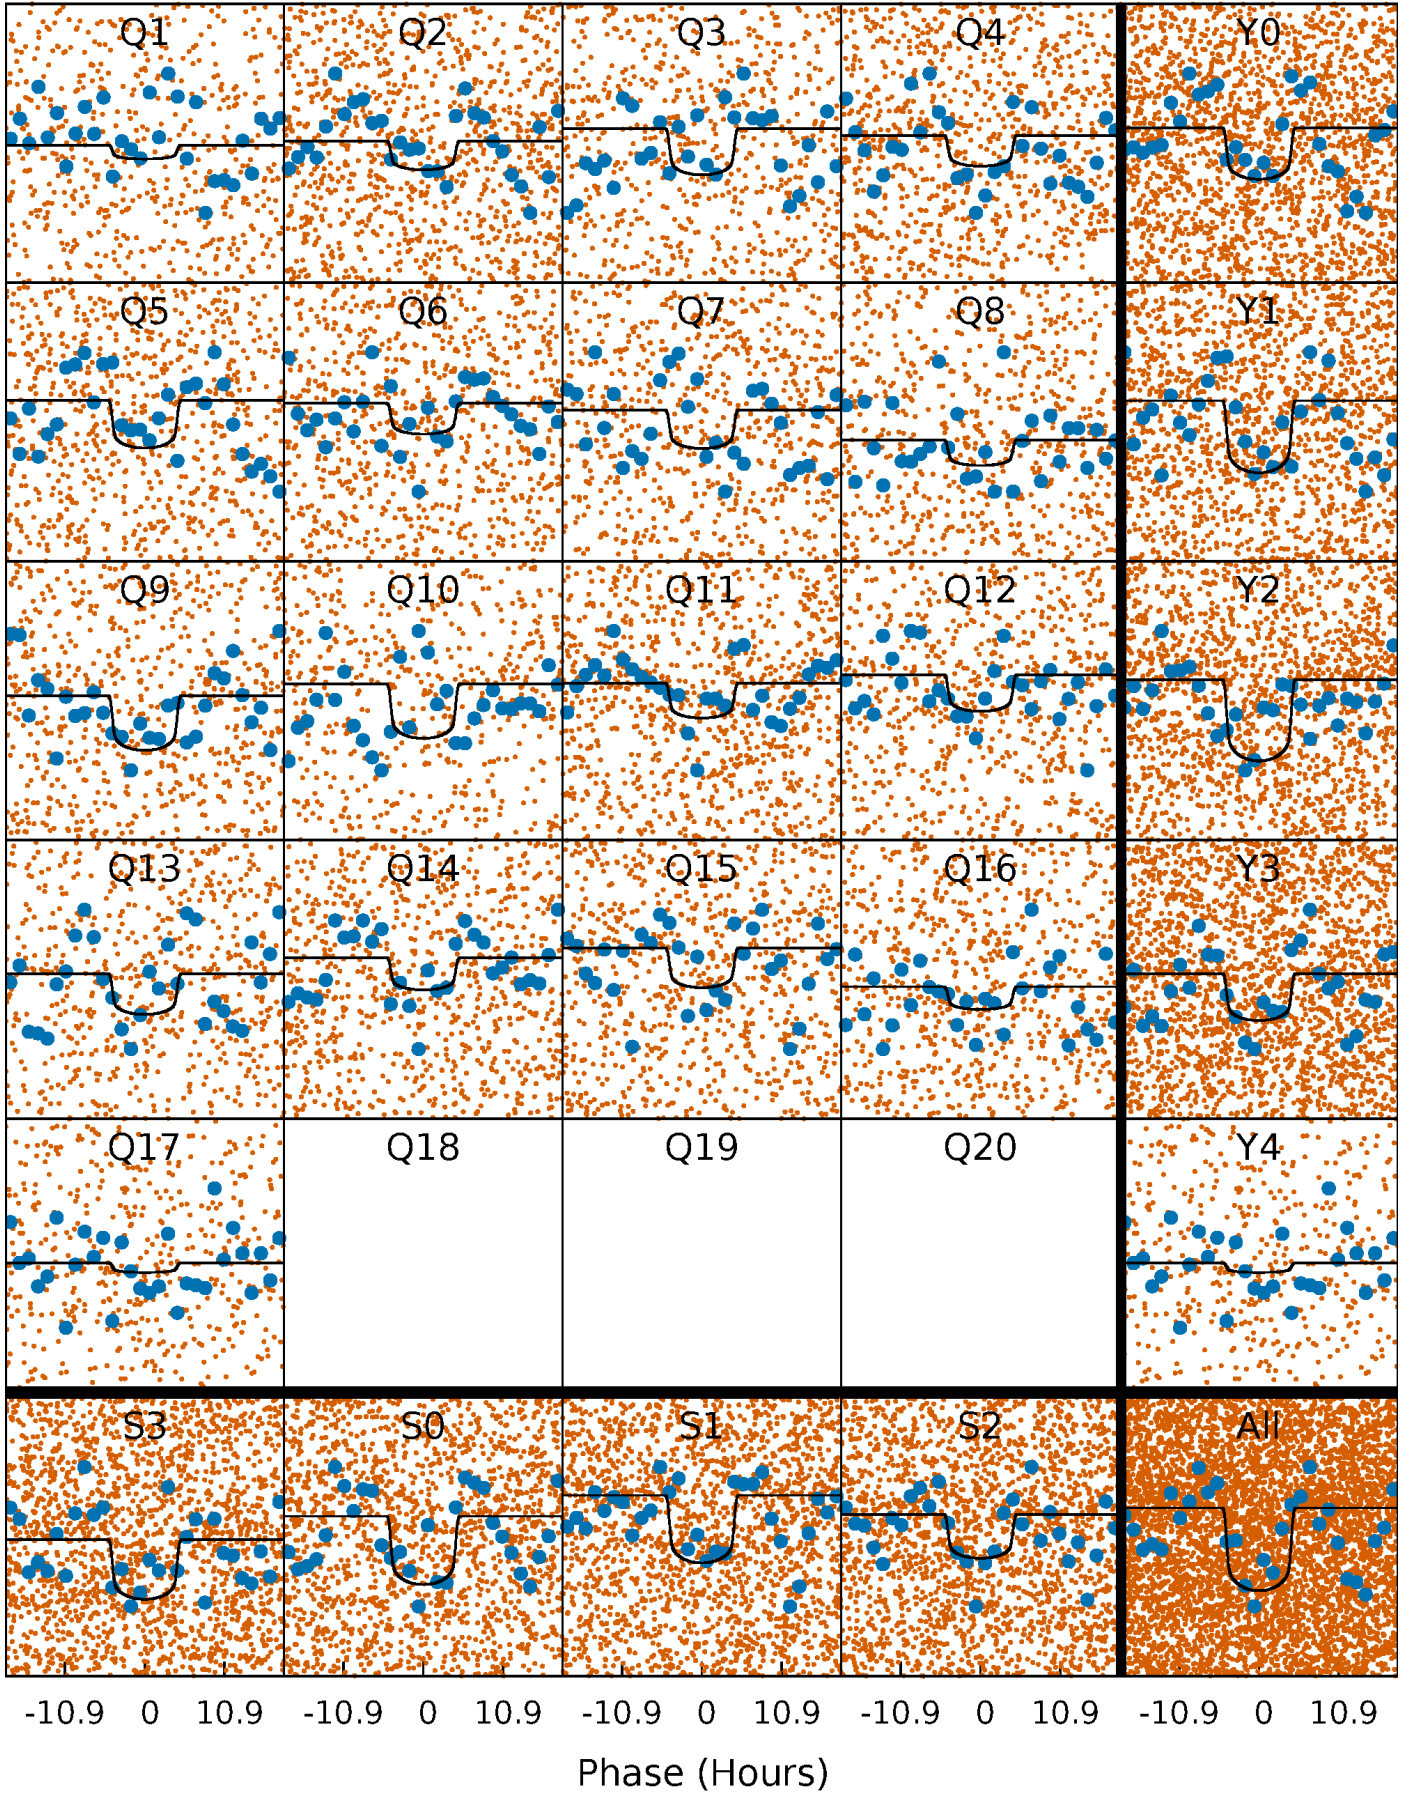 Q1 Q2 Q3 Q4 Y0
Q5 Q6 Q7 Q8 Y1
Q9 Q10 Q11 Q12 Y2
Q13 Q14 Q15 Q16 Y3
Q17 Q18 Q19 Q20 Y4
S3 S0 S1 S2 All
-10.9 0 10.9 -10.9 0 10.9 -10.9 0 10.9 -10.9 0 10.9 -10.9 0 10.9
Phase (Hours)